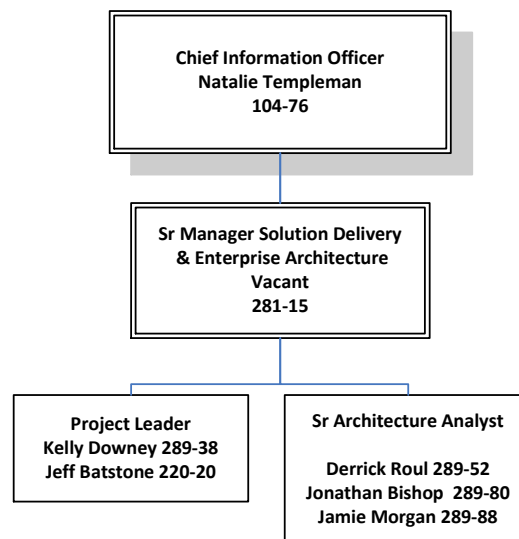 Chief Information Officer
Natalie Templeman
104-76
Sr Manager Solution Delivery
& Enterprise Architecture
Vacant
281-15
Project Leader
Kelly Downey 289-38
Jeff Batstone 220-20
Sr Architecture Analyst
Derrick Roul 289-52
Jonathan Bishop 289-80
Jamie Morgan 289-88